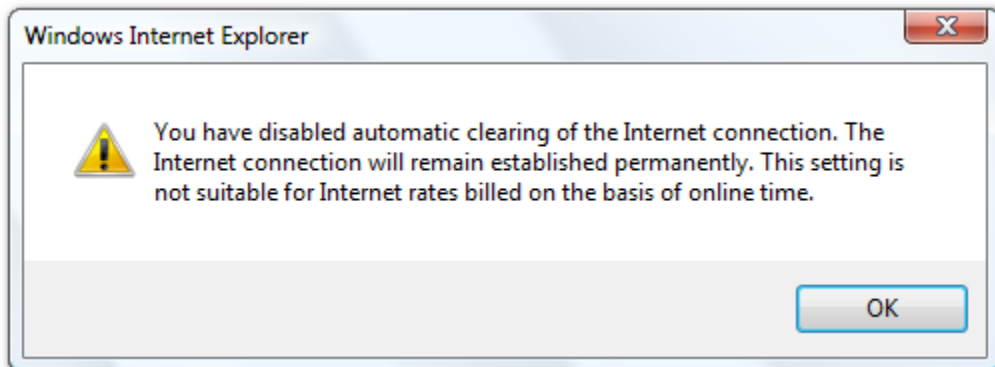 Windows Internet Explorer
You have disabled automatic clearing of the Internet connection. The
Internet connection will remain established permanently. This setting is
not suitable for Internet rates billed on the basis of online time.
OK